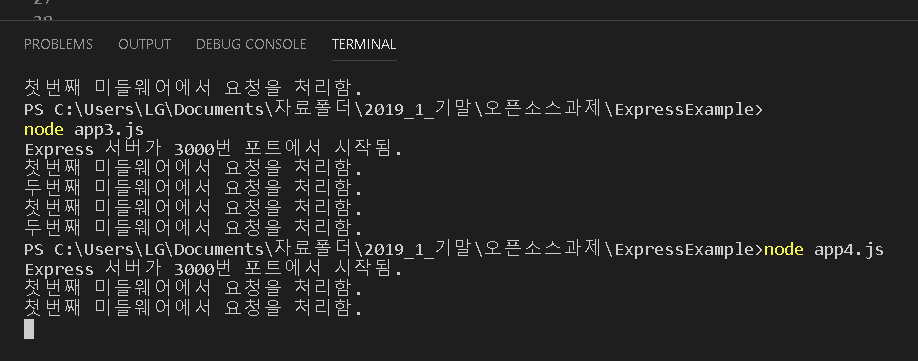 PROBLEMS OUTPUT DEBUG CONSOLE TERMINAL
첫번째 미들웨어에서 요청을 처리함.
PS C:\Users\LG\Documents\자료폴더\2019_1_기말\오픈소스과제\ExpressExample>
node app3.js
Express 서버가 3000번 포트에서 시작됨.
첫번째 미들웨어에서 요청을 처리함.
두번째 미들웨어에서 요청을 처리함.
첫번째 미들웨어에서 요청을 처리함.
두번째 미들웨어에서 요청을 처리함.
PS C:\Users\LG\Documents\자료폴더\2019_1_기말\오픈소스과제\ExpressExample>node app4.js
Express 서버가 3000번 포트에서 시작됨.
첫번째 미들웨어에서 요청을 처리함.
첫번째 미들웨어에서 요청을 처리함.